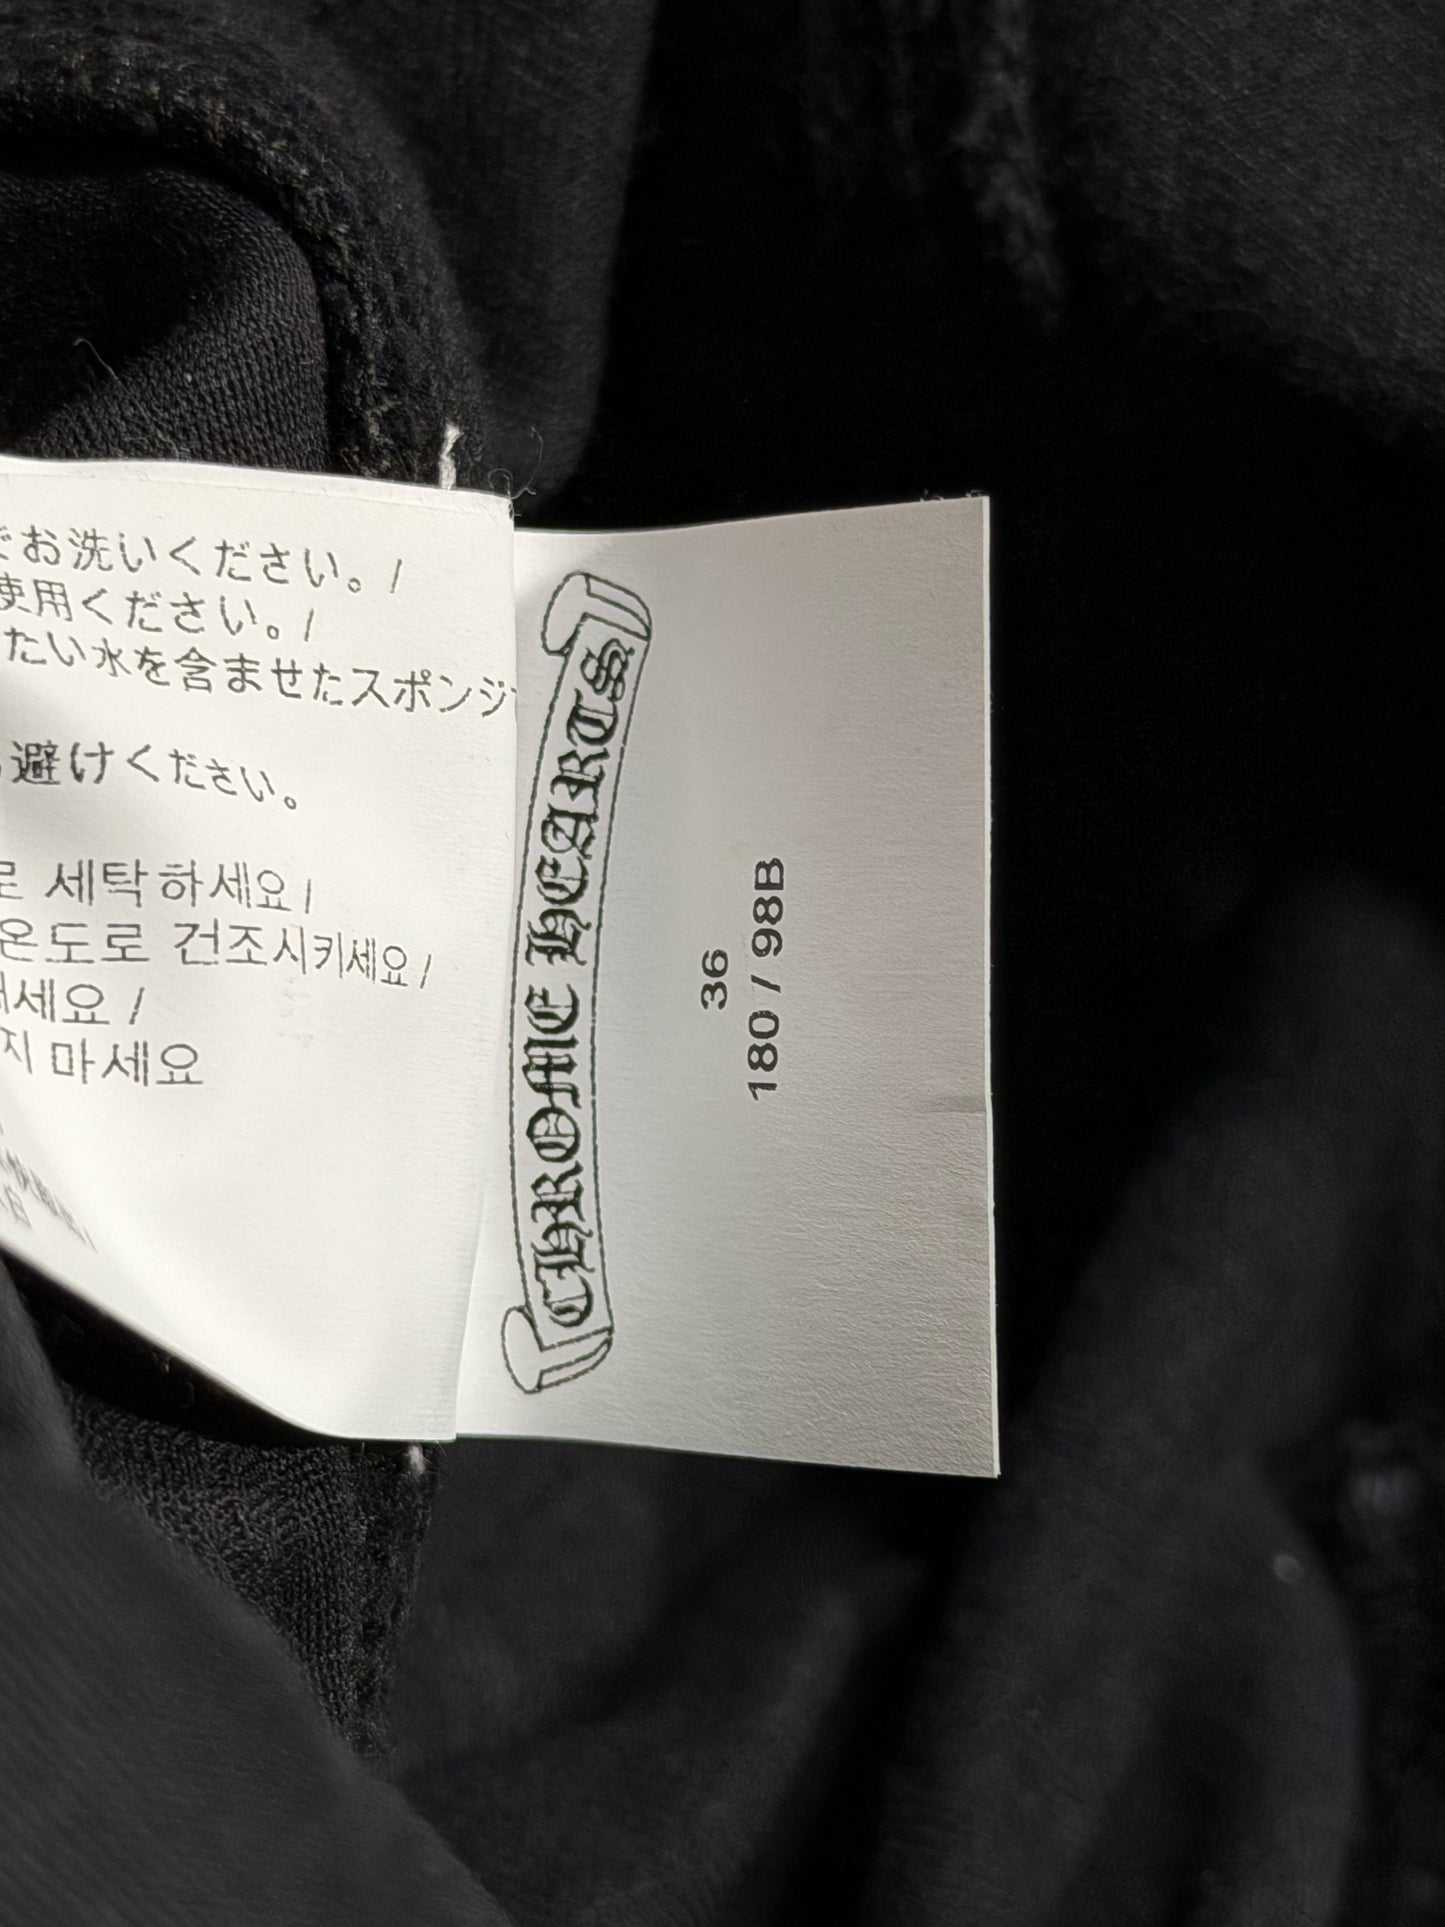 でお洗いください。/
使用ください。/
たい水を含ませたスポンジ
避けください。
로 세탁하세요/
온도로 건조시키세요/
세요/
지 마세요
CHROME HEARTS
36
180 / 98B